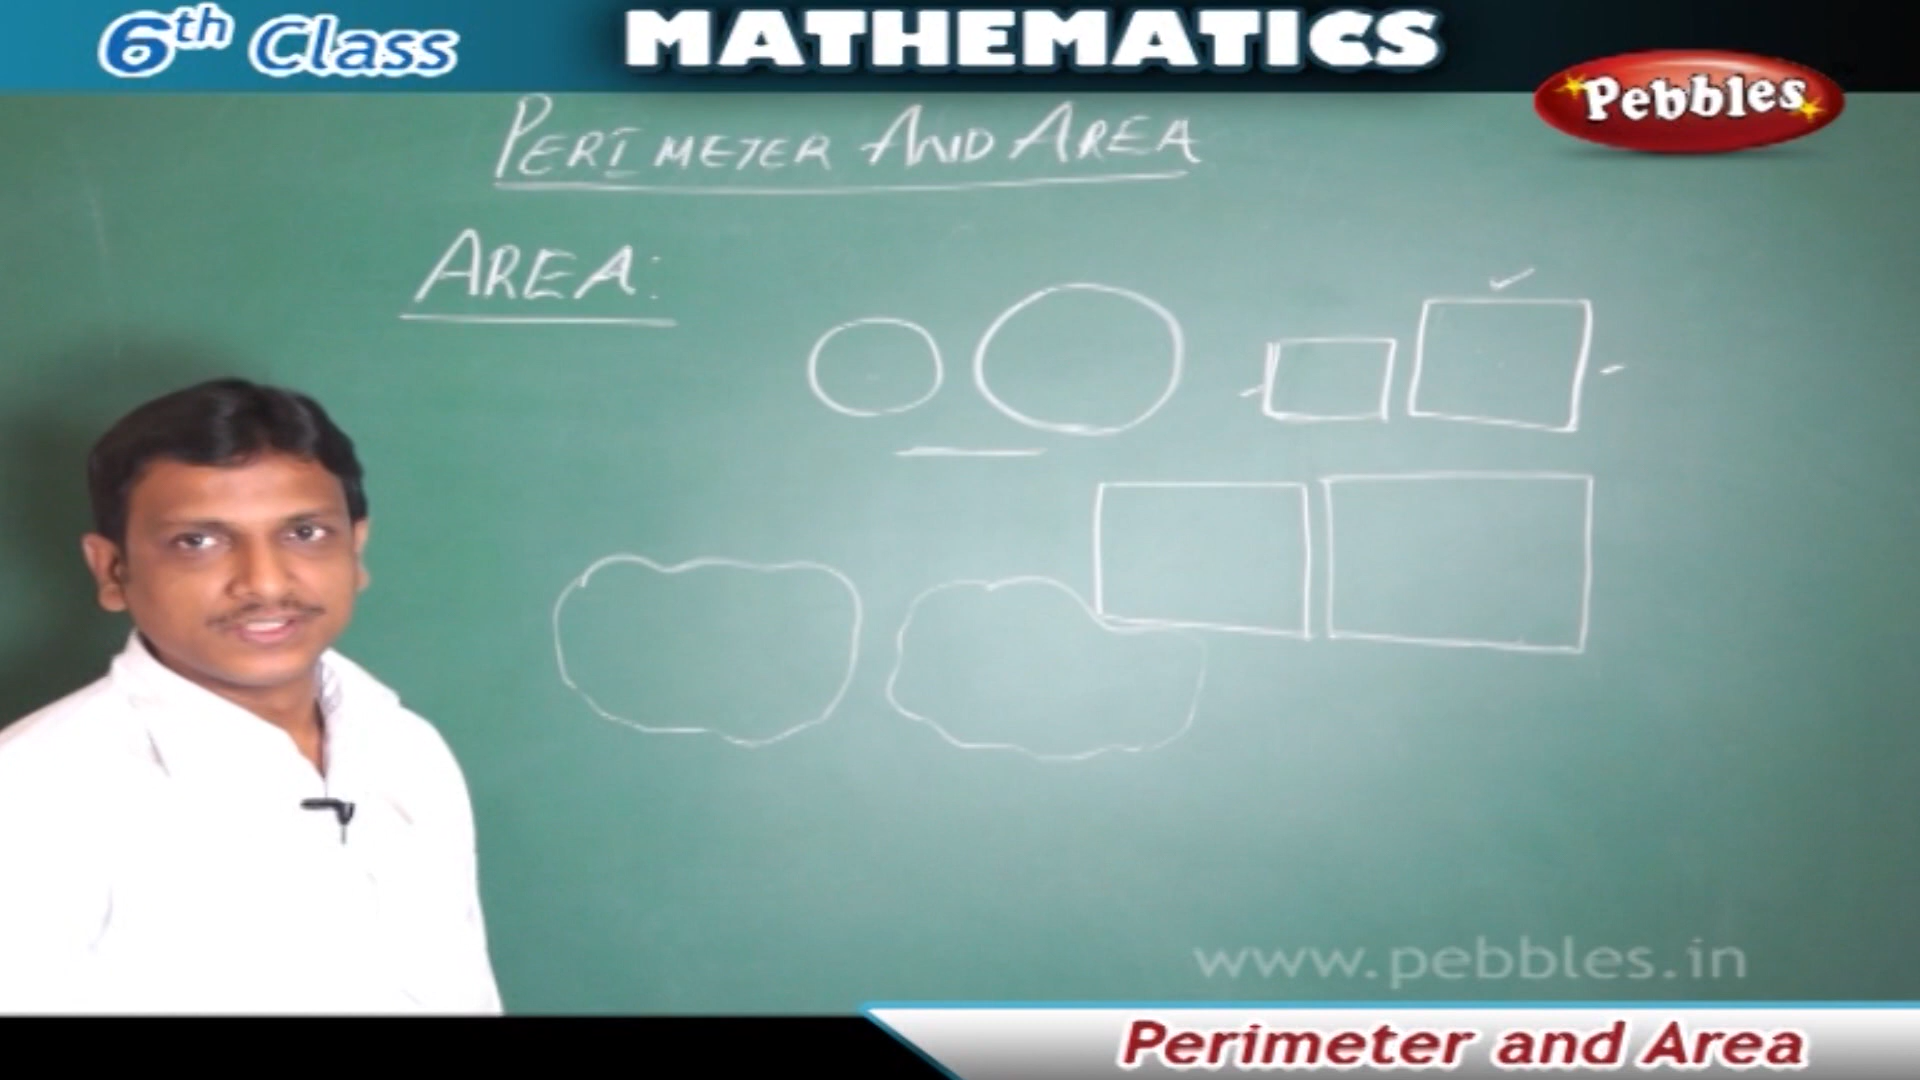 6th Class
MATHEMATICS
Pebbles
PERIMETER AND AREA
AREA:
www.pebbles.in
Perimeter and Area